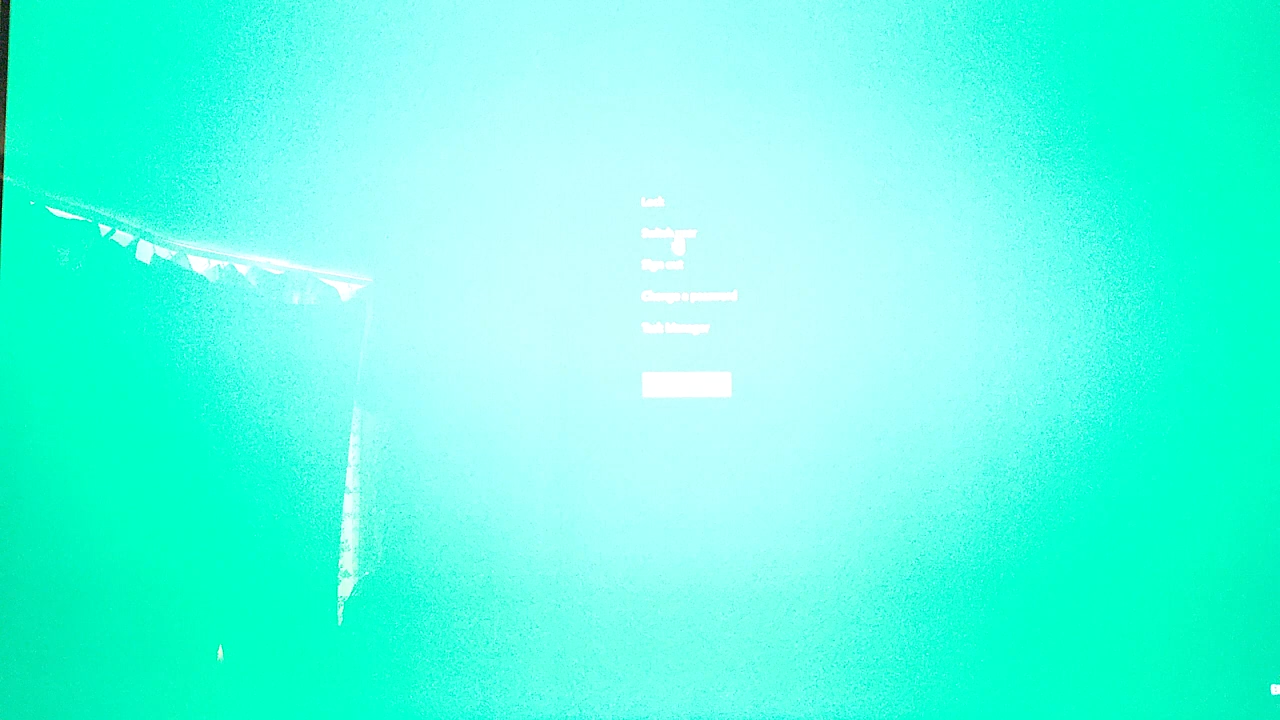 Lock
Switch user
Sign out
Change a password
Task Manager